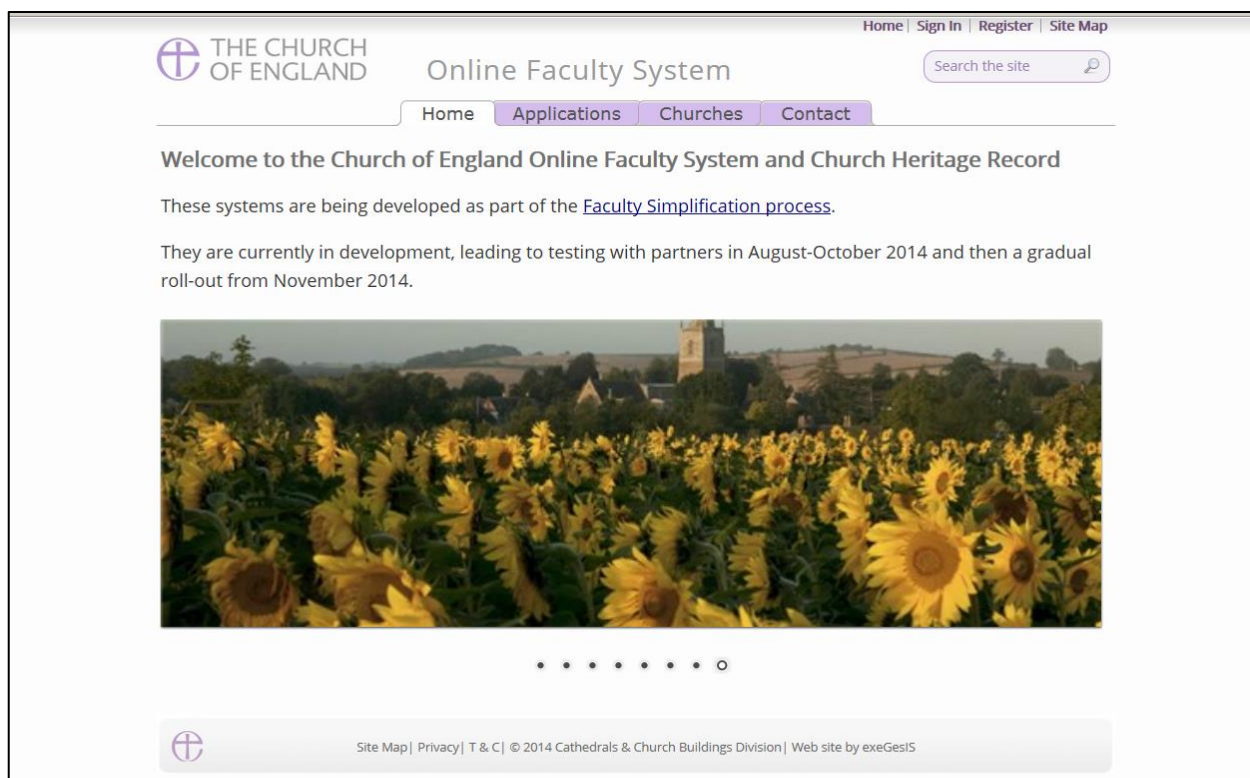 Home | Sign In | Register | Site Map
THE CHURCH
OF ENGLAND
Online Faculty System
Search the site
Home Applications Churches Contact
Welcome to the Church of England Online Faculty System and Church Heritage Record
These systems are being developed as part of the Faculty Simplification process.
They are currently in development, leading to testing with partners in August-October 2014 and then a gradual
roll-out from November 2014.
Site Map| Privacy| T & C| © 2014 Cathedrals & Church Buildings Division| Web site by exeGesIS